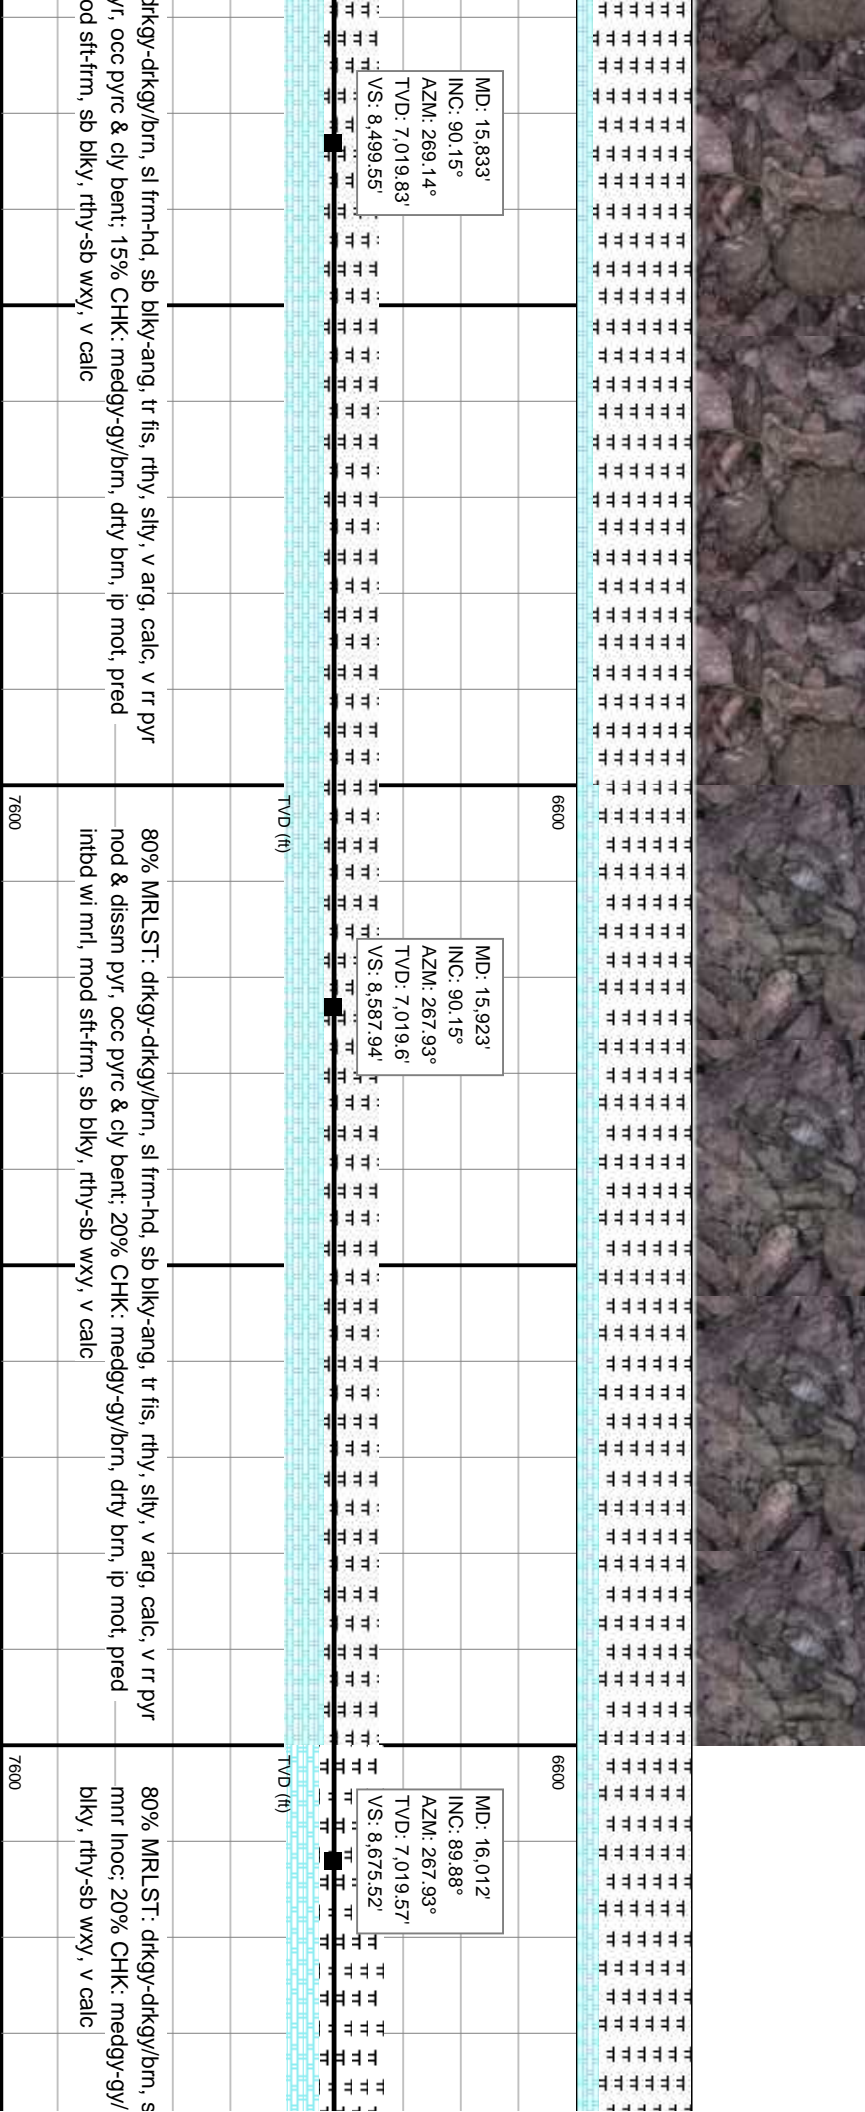 MD: 15,833'
INC: 90.15°
AZM: 269.14°
TVD: 7,019.83'
VS: 8,499.55'
drkgy-drkgy/brn, sl frm-hd, sb blky-ang, tr fis, rthy, slty, v arg, calc, v rr pyr
yr, occ pyrc & cly bent; 15% CHK: medgy-gy/brn, drty brn, ip mot, pred
od sft-frm, sb blky, rthy-sb wxy, v calc
6600
TVD (ft)
7600
MD: 15,923'
INC: 90.15°
AZM: 267.93°
TVD: 7,019.6'
VS: 8,587.94'
80% MRLST: drkgy-drkgy/brn, sl frm-hd, sb blky-ang, tr fis, rthy, slty, v arg, calc, v rr pyr
nod & dissm pyr, occ pyrc & cly bent; 20% CHK: medgy-gy/brn, drty brn, ip mot, pred
intbd wi mrl, mod sft-frm, sb blky, rthy-sb wxy, v calc
6600
TVD (ft)
7600
MD: 16,012'
INC: 89.88°
AZM: 267.93°
TVD: 7,019.57'
VS: 8,675.52'
80% MRLST: drkgy-drkgy/brn, s
mnr Inoc; 20% CHK: medgy-gy/
blky, rthy-sb wxy, v calc